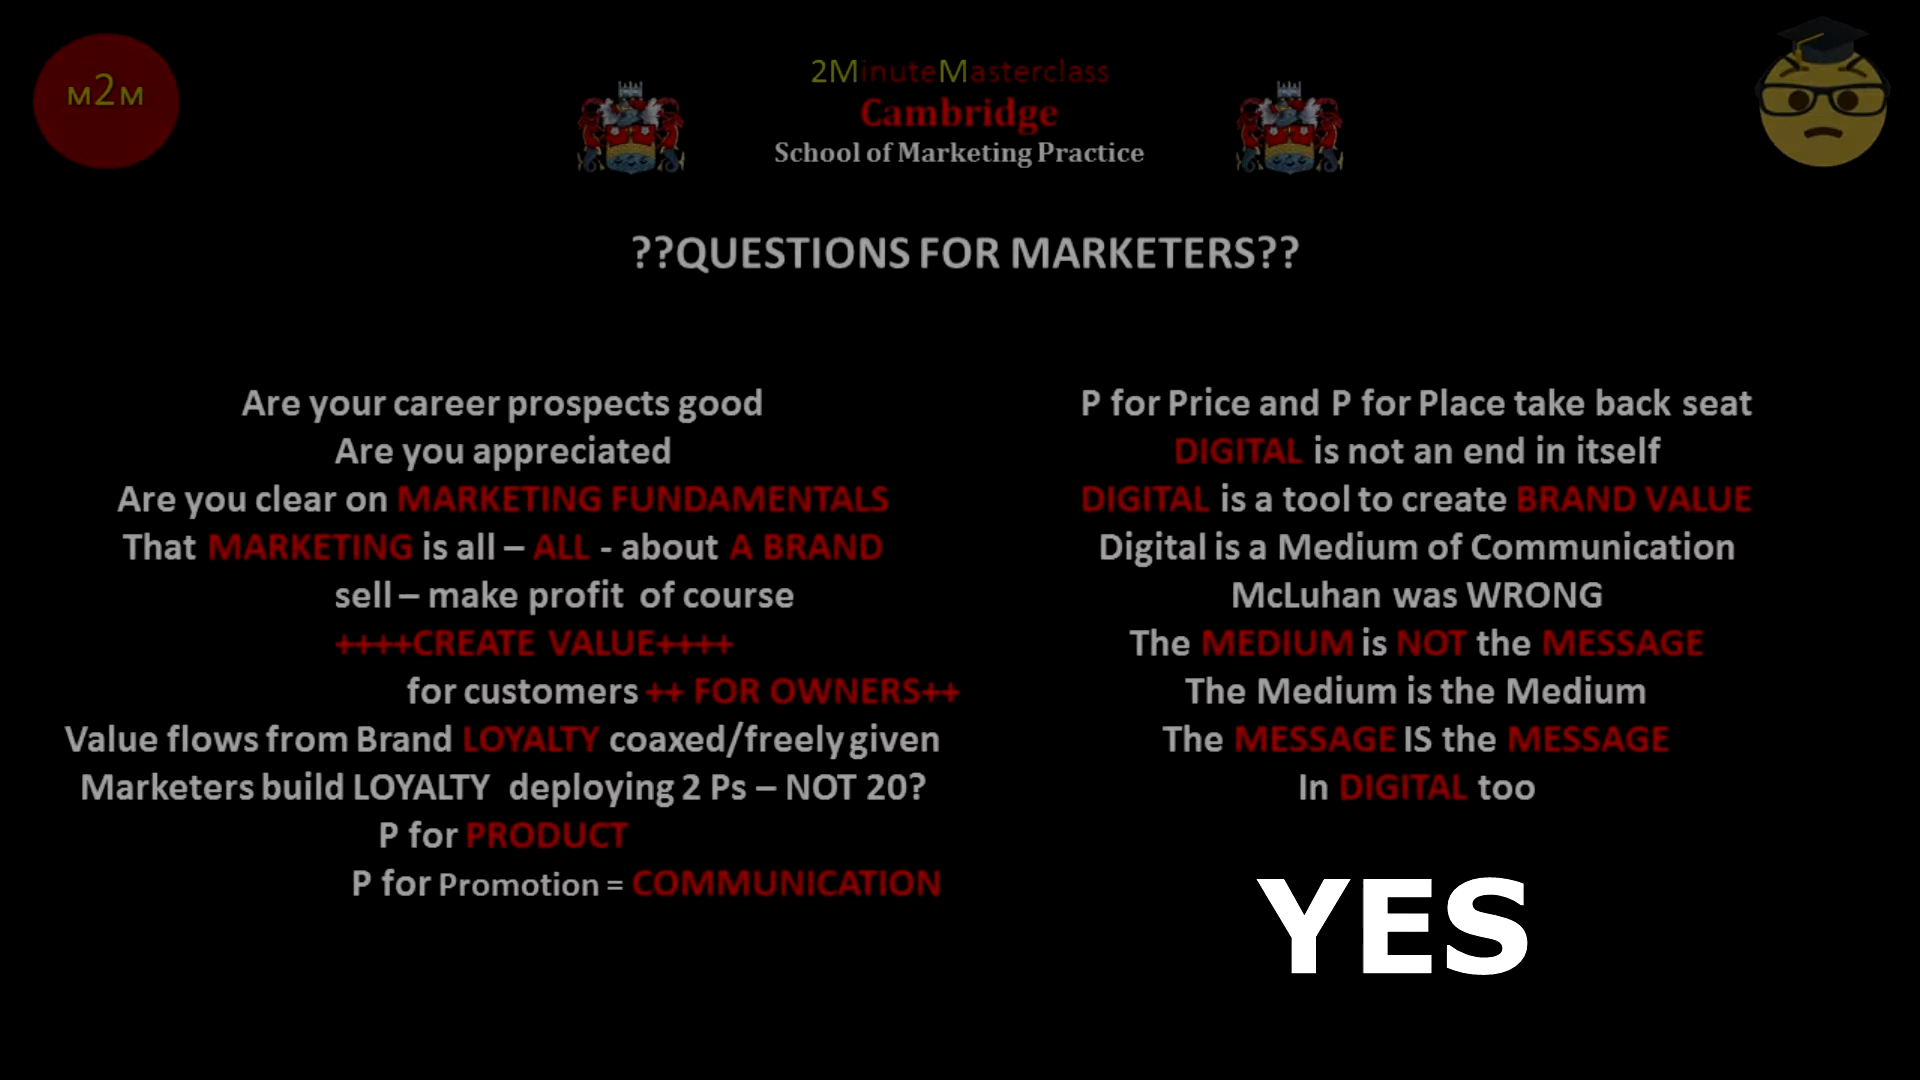 M2M
2MinuteMasterclass
Cambridge
School of Marketing Practice
??QUESTIONS FOR MARKETERS??
Are your career prospects good
Are you appreciated
Are you clear on MARKETING FUNDAMENTALS
That MARKETING is all – ALL - about A BRAND
sell – make profit of course
++++CREATE VALUE++++
for customers ++ FOR OWNERS++
Value flows from Brand LOYALTY coaxed/freely given
Marketers build LOYALTY deploying 2 Ps – NOT 20?
P for PRODUCT
P for Promotion = COMMUNICATION
P for Price and P for Place take back seat
DIGITAL is not an end in itself
DIGITAL is a tool to create BRAND VALUE
Digital is a Medium of Communication
McLuhan was WRONG
The MEDIUM is NOT the MESSAGE
The Medium is the Medium
The MESSAGE IS the MESSAGE
In DIGITAL too
YES